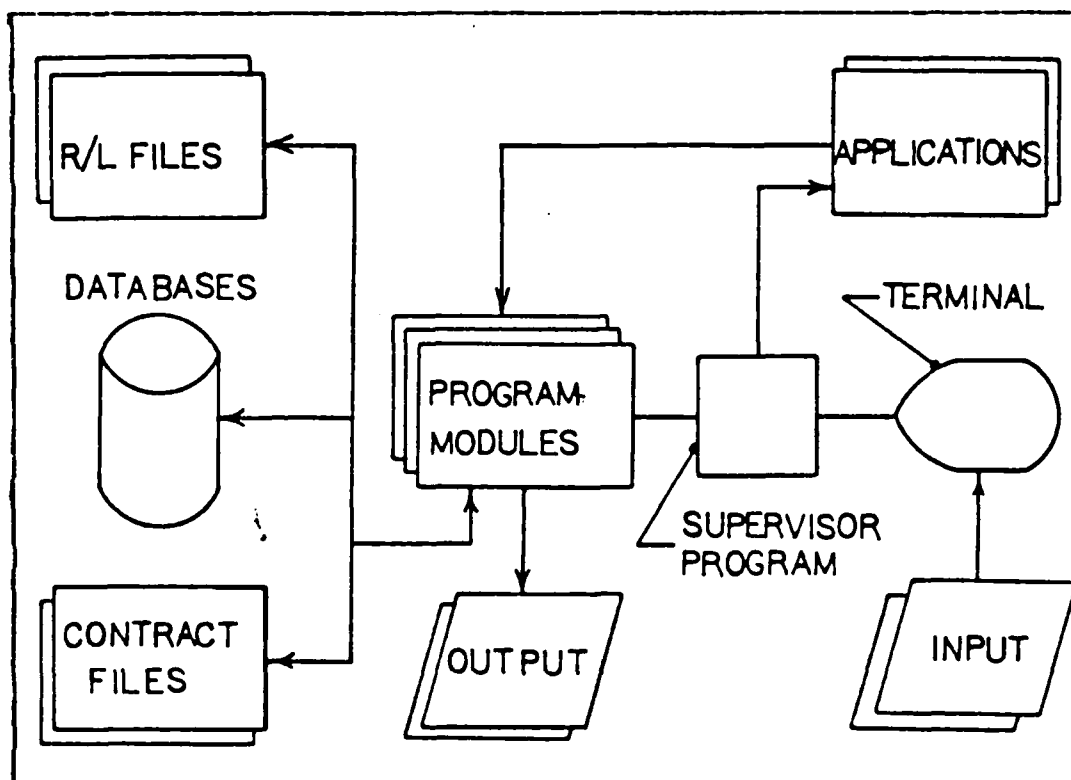 R/L FILES
APPLICATIONS
DATABASES
TERMINAL
PROGRAM
MODULES
SUPERVISOR
PROGRAM
CONTRACT
FILES
OUTPUT
INPUT